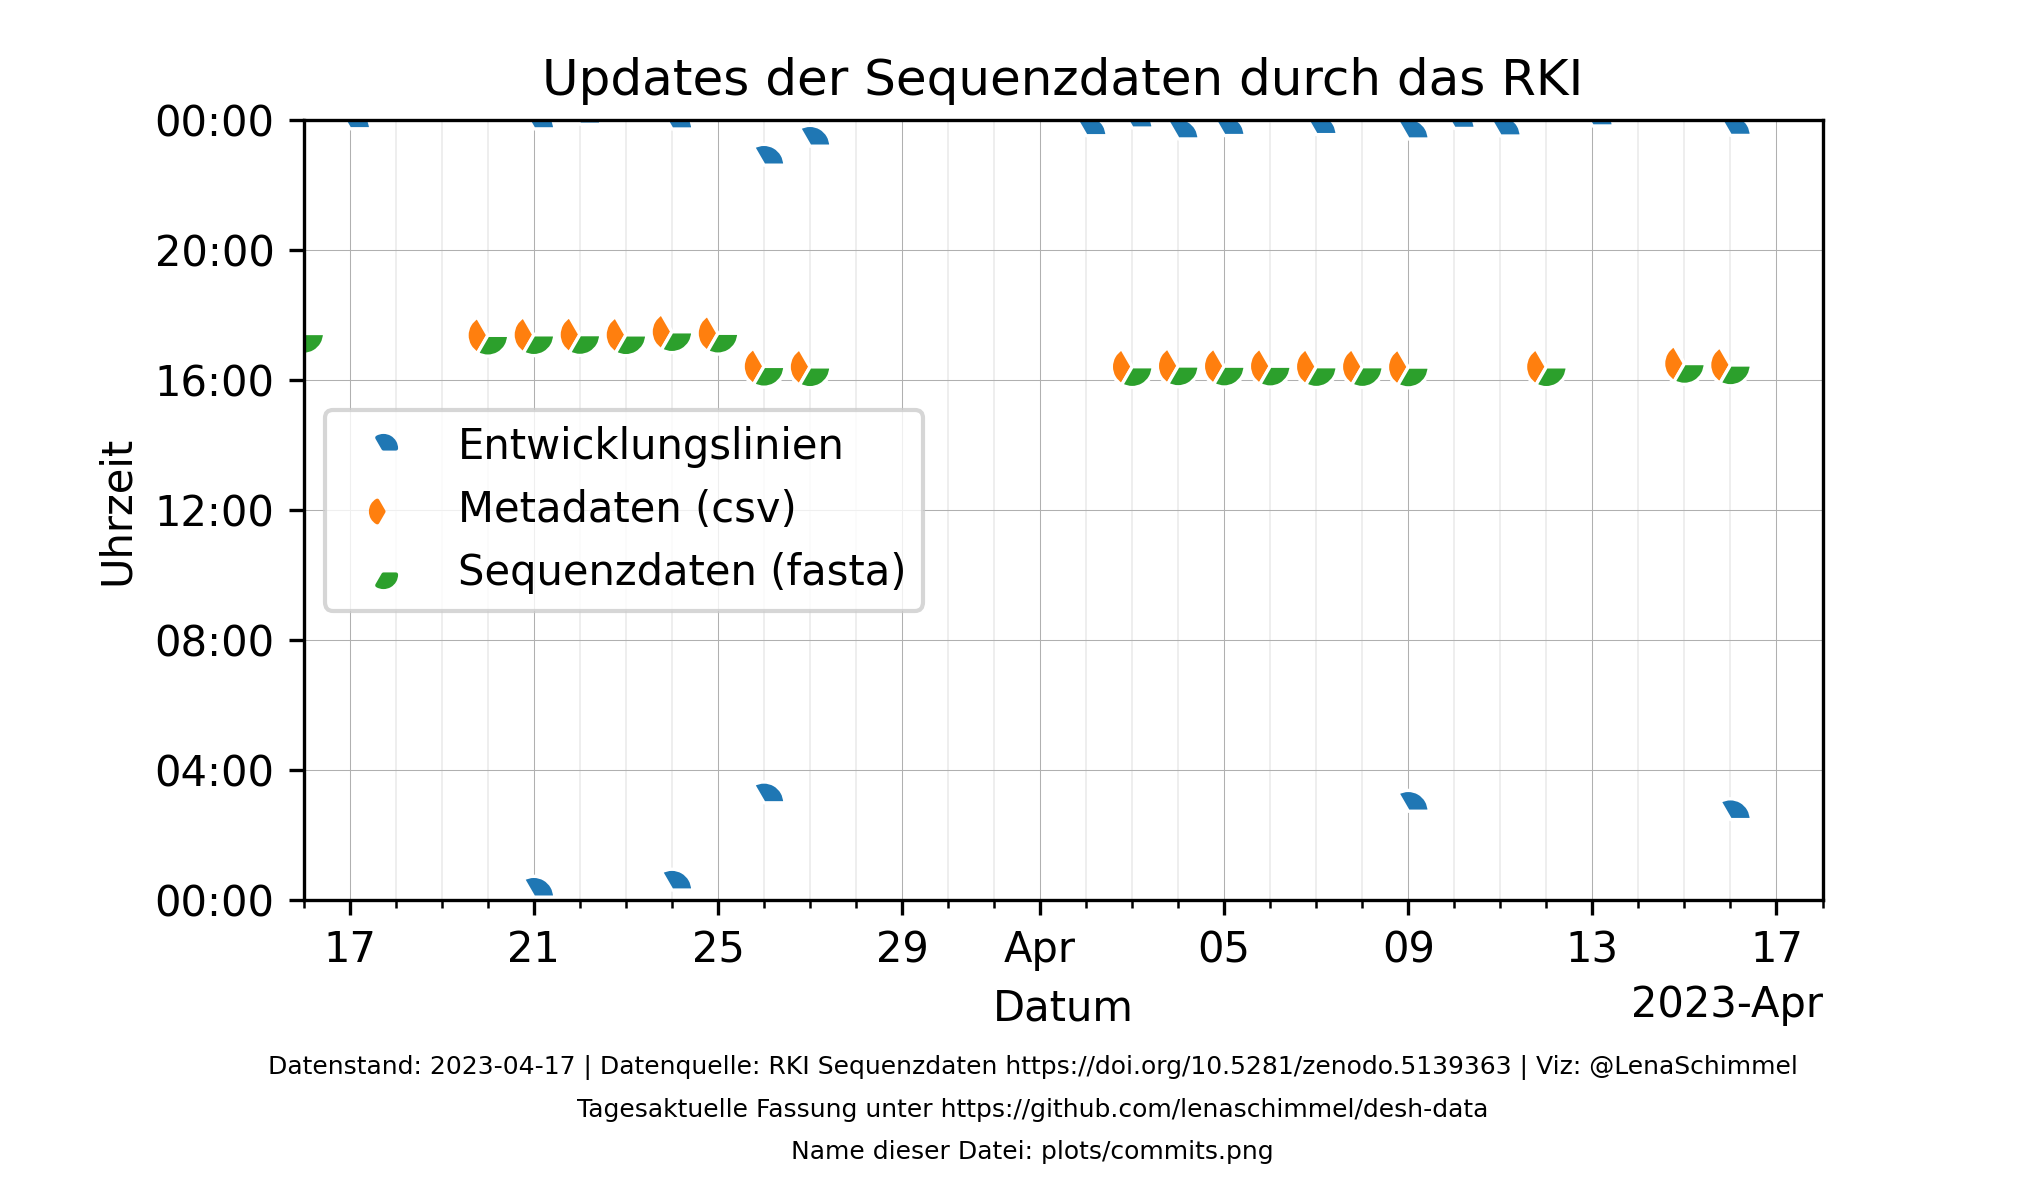 Updates der Sequenzdaten durch das RKI
00:00
20:00
16:00
12:00
08:00
04:00
00:00
Uhrzeit
Entwicklungslinien
Metadaten (csv)
Sequenzdaten (fasta)
17 21 25 29 Apr 05 09 13 17
Datum
2023-Apr
Datenstand: 2023-04-17 | Datenquelle: RKI Sequenzdaten https://doi.org/10.5281/zenodo.5139363 | Viz: @LenaSchimmel
Tagesaktuelle Fassung unter https://github.com/lenaschimmel/desh-data
Name dieser Datei: plots/commits.png